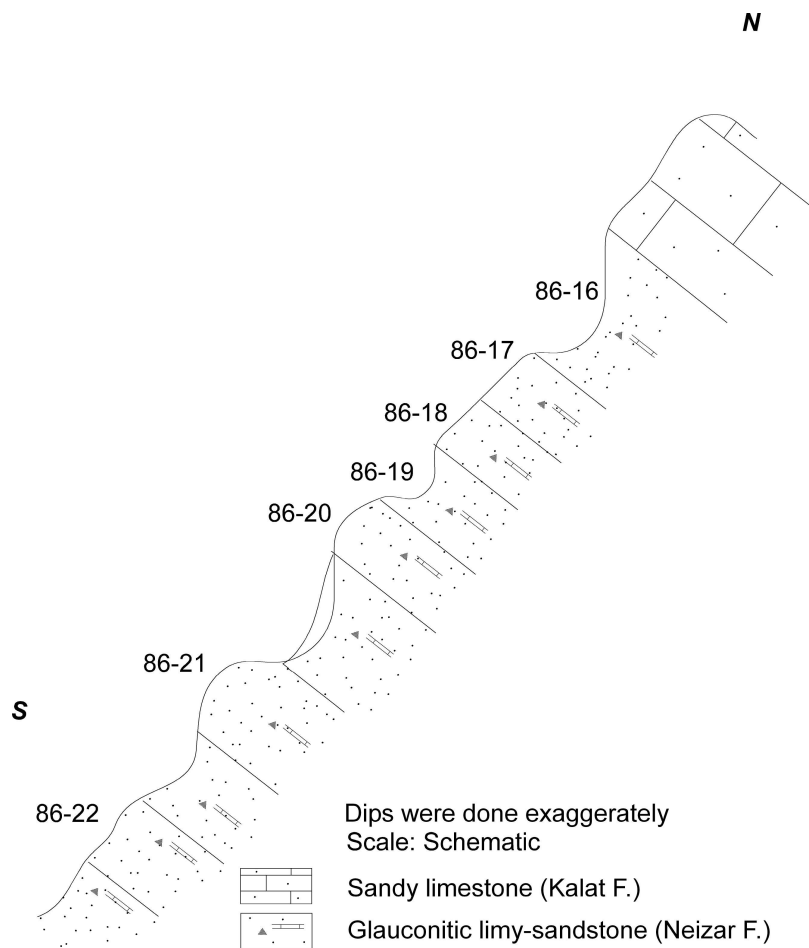 N
86-16
86-17
86-18
86-19
86-20
86-21
S
86-22
Dips were done exaggerately
Scale: Schematic
Sandy limestone (Kalat F.)
Glauconitic limy-sandstone (Neizar F.)